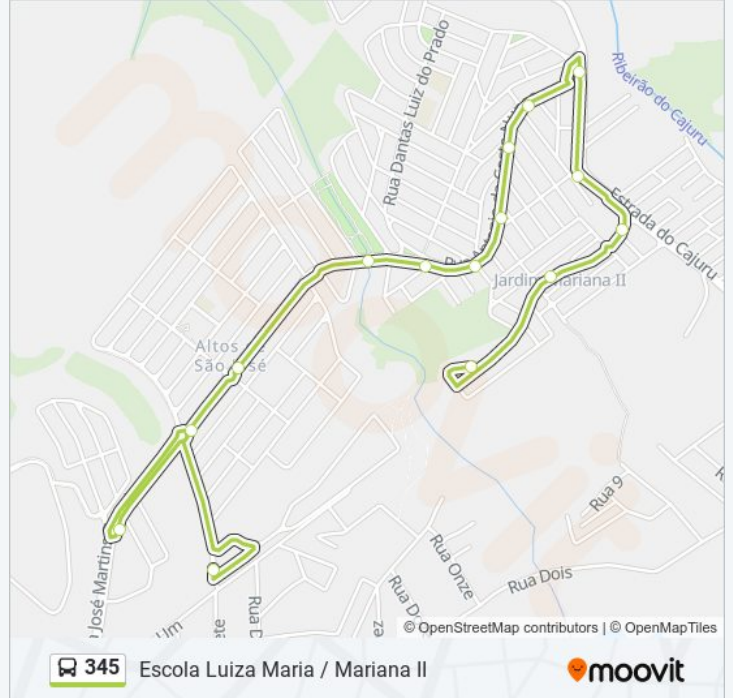 Ribeirão do Cajuru
Rua Dantas Luiz do Prado
Estrada do Cajuru
Jardim Mariana II
Altos de
São José
Rua 9
Rua Onze
Rua Dois
José Martins
Um
© OpenStreetMap contributors | © OpenMapTiles
345 Escola Luiza Maria / Mariana II
moovit